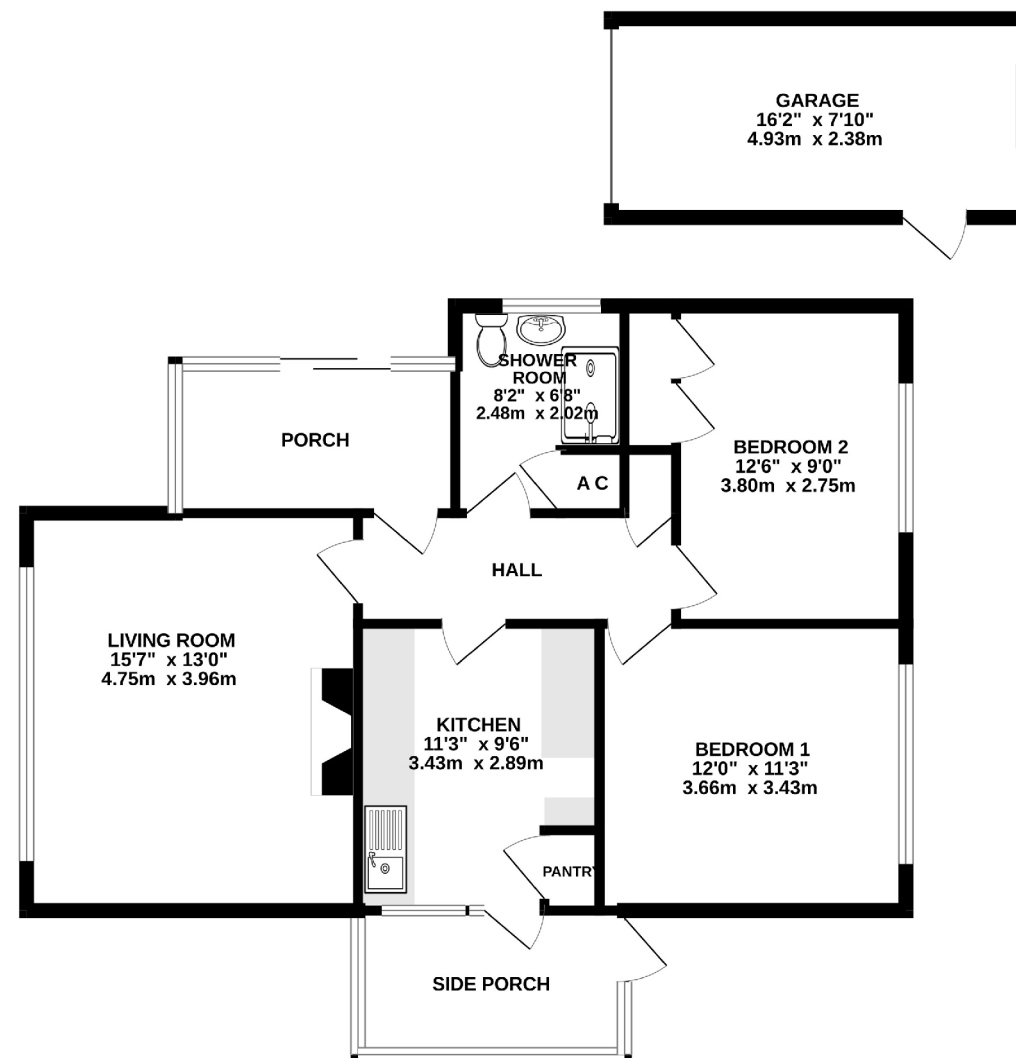 GARAGE
16'2" x 7'10"
4.93m x 2.38m
SHOWER
ROOM
8'2" x 6'8"
2.48m x 2.02m
PORCH
A C
BEDROOM 2
12'6" x 9'0"
3.80m x 2.75m
HALL
LIVING ROOM
15'7" x 13'0"
4.75m x 3.96m
KITCHEN
11'3" x 9'6"
3.43m x 2.89m
BEDROOM 1
12'0" x 11'3"
3.66m x 3.43m
PANTRY
SIDE PORCH